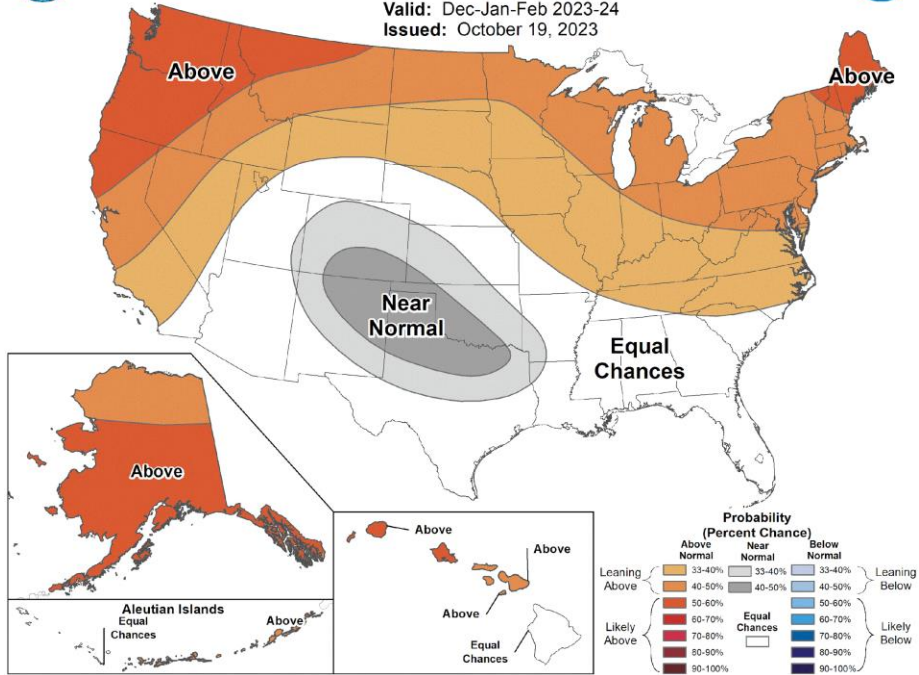 Valid: Dec-Jan-Feb 2023-24
Issued: October 19, 2023
Above
Above
Near
Normal
Equal
Chances
Above
Aleutian Islands
Equal
Chances
Above
Above
Above
Above
Equal
Chances
Probability
(Percent Chance)
Above
Normal
Near
Normal
Below
Normal
Leaning
Above
33-40%
40-50%
33-40%
40-50%
33-40%
40-50%
Leaning
Below
Likely
Above
50-60%
60-70%
70-80%
80-90%
90-100%
Equal
Chances
50-60%
60-70%
70-80%
80-90%
90-100%
Likely
Below